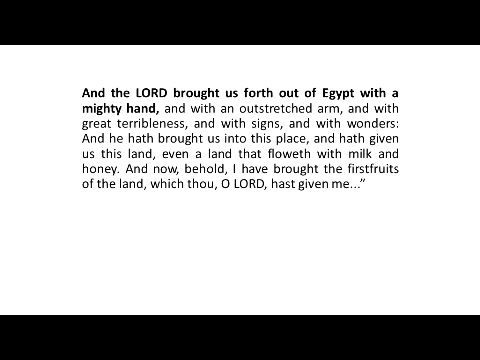 And the LORD brought us forth out of Egypt with a
mighty hand, and with an outstretched arm, and with
great terribleness, and with signs, and with wonders:
And he hath brought us into this place, and hath given
us this land, even a land that floweth with milk and
honey. And now, behold, I have brought the firstfruits
of the land, which thou, O LORD, hast given me...”